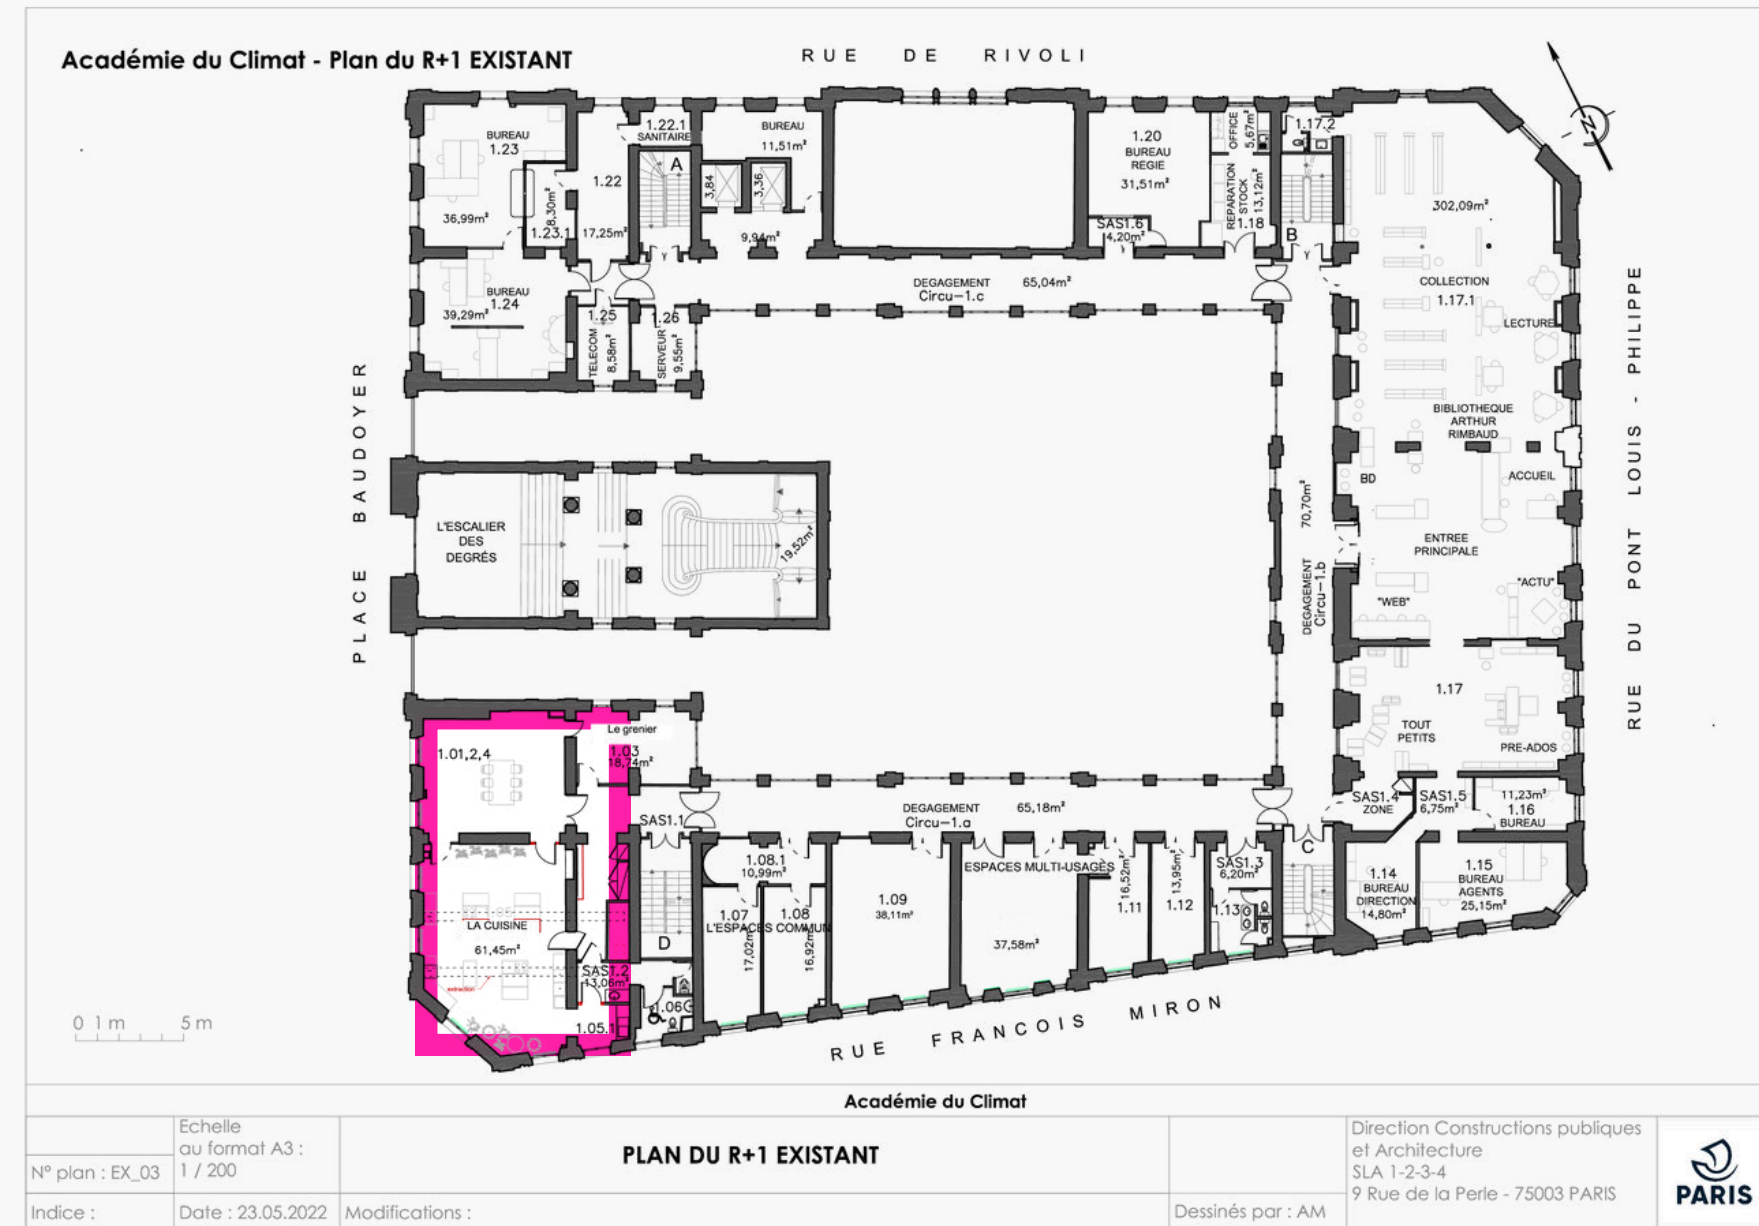 Académie du Climat - Plan du R+1 EXISTANT
RUE DE RIVOLI
N
BUREAU
1.23
36,99m²
8,30m²
1.23.1
1.22
17,25m²
1.22.1
SANITAIRE
A
BUREAU
11,51m²
3,84
3,36
9,94m²
1.20
BUREAU
REGIE
31,51m²
SAS1.6
4,20m²
OFFICE
5,67m²
REPARATION
STOCK
13,12m²
1.18
1.17.2
B
302,09m²
COLLECTION
1.17.1
LECTURE
BIBLIOTHEQUE
ARTHUR
RIMBAUD
BUREAU
1.24
39,29m²
1.25
TELECOM
8,58m²
1.26
SERVEUR
9,55m²
DEGAGEMENT 65,04m²
Circu-1.c
PLACE BAUDOYER
RUE DU PONT LOUIS - PHILIPPE
L'ESCALIER
DES
DEGRÉS
19,52m²
70,70m²
DEGAGEMENT
Circu-1.b
BD
ACCUEIL
ENTREE
PRINCIPALE
"WEB"
"ACTU"
1.17
TOUT
PETITS
PRE-ADOS
Le grenier
1.03
18,74m²
1.01,2,4
SAS1.1
DEGAGEMENT 65,18m²
Circu-1.a
SAS1.4
ZONE
SAS1.5
6,75m²
11,23m²
1.16
BUREAU
LA CUISINE
61,45m²
extraction
SAS1.2
13,06m²
1.05.1
D
1.06
1.08.1
10,99m²
1.07
1.08
L'ESPACES COMMUN
17,02m²
16,92m²
1.09
38,11m²
ESPACES MULTI-USAGES
37,58m²
16,52m²
1.11
13,95m²
1.12
SAS1.3
6,20m²
1.13
C
1.14
BUREAU
DIRECTION
14,80m²
1.15
BUREAU
AGENTS
25,15m²
0 1 m 5 m
RUE FRANCOIS MIRON
Académie du Climat
N° plan : EX_03
Echelle
au format A3 :
1 / 200
PLAN DU R+1 EXISTANT
Direction Constructions publiques
et Architecture
SLA 1-2-3-4
9 Rue de la Perle - 75003 PARIS
PARIS
Indice :
Date : 23.05.2022
Modifications :
Dessinés par : AM